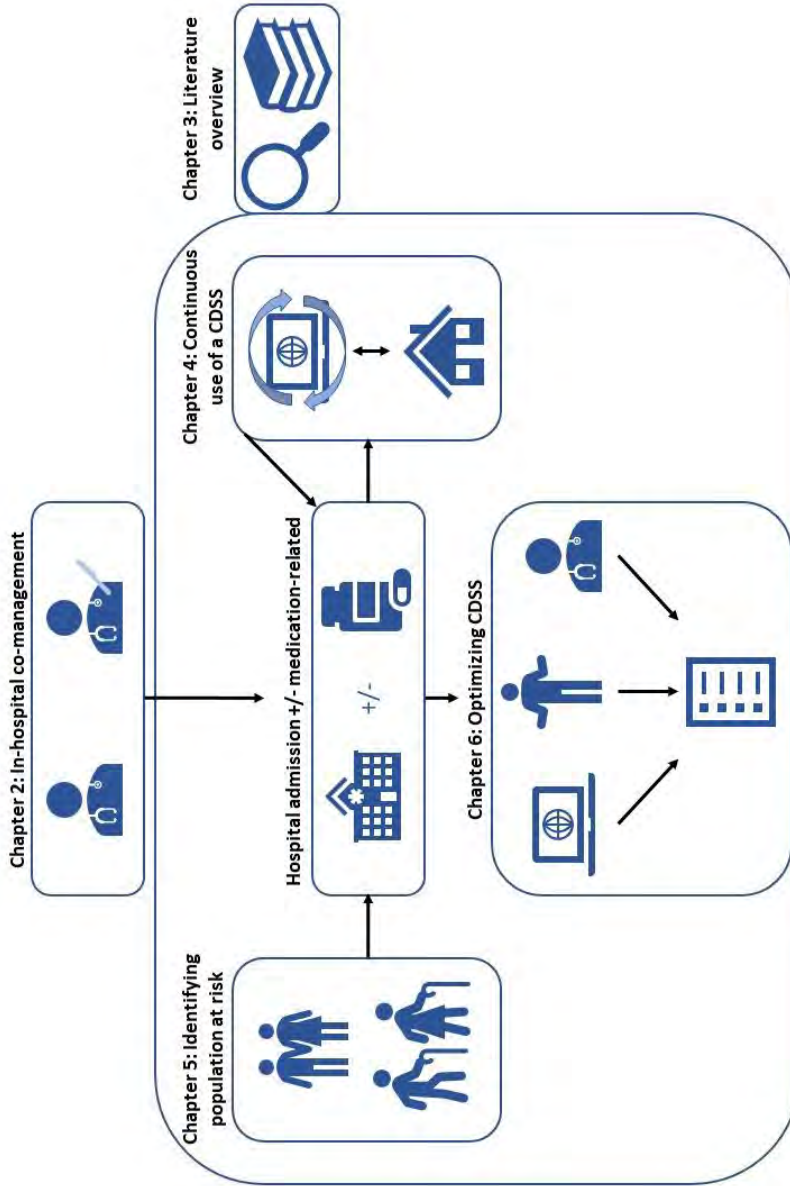 Chapter 2: In-hospital co-management
Chapter 3: Literature
overview
Chapter 5: Identifying
population at risk
Hospital admission +/- medication-related
+/-
Chapter 4: Continuous
use of a CDSS
Chapter 6: Optimizing CDSS